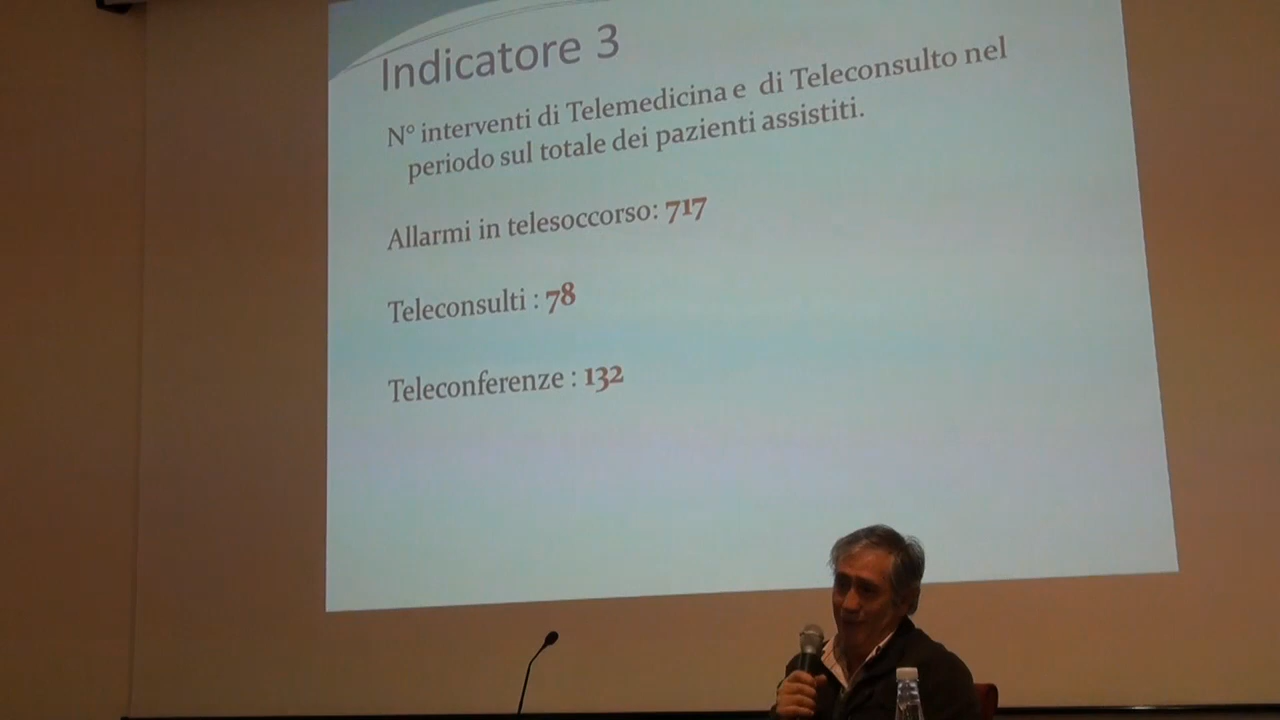 Indicatore 3
N° interventi di Telemedicina e di Teleconsulto nel
periodo sul totale dei pazienti assistiti.
Allarmi in telesoccorso: 717
Teleconsulti : 78
Teleconferenze : 132